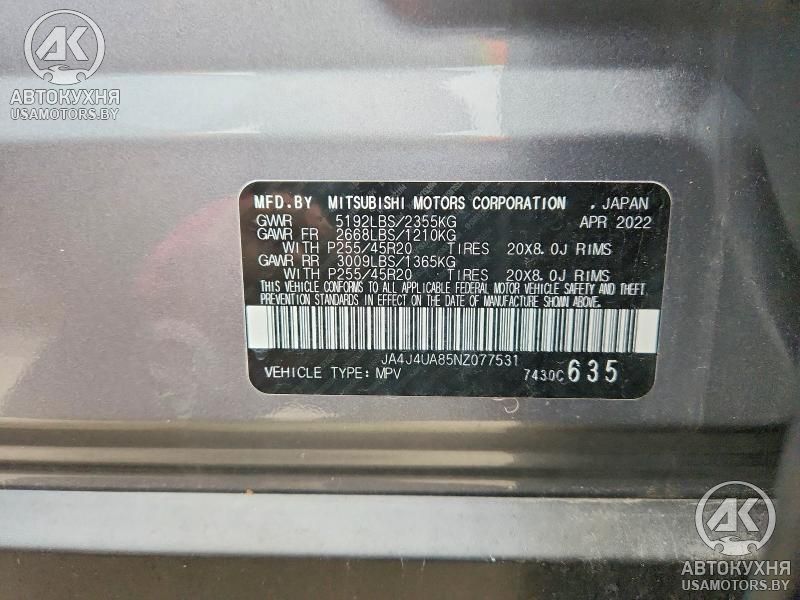 AK
АВТОКУХНЯ
USAMOTORS.BY
MFD.BY MITSUBISHI MOTORS CORPORATION , JAPAN
GVWR 5192LBS/2355KG APR 2022
GAWR FR 2668LBS/1210KG
WITH P255/45R20 TIRES 20X8.0J RIMS
GAWR RR 3009LBS/1365KG
WITH P255/45R20 TIRES 20X8.0J RIMS
THIS VEHICLE CONFORMS TO ALL APPLICABLE FEDERAL MOTOR VEHICLE SAFETY AND THEFT
PREVENTION STANDARDS IN EFFECT ON THE DATE OF MANUFACTURE SHOWN ABOVE.
JA4J4UA85NZ077531
VEHICLE TYPE: MPV 7430C 635
AK
АВТОКУХНЯ
USAMOTORS.BY